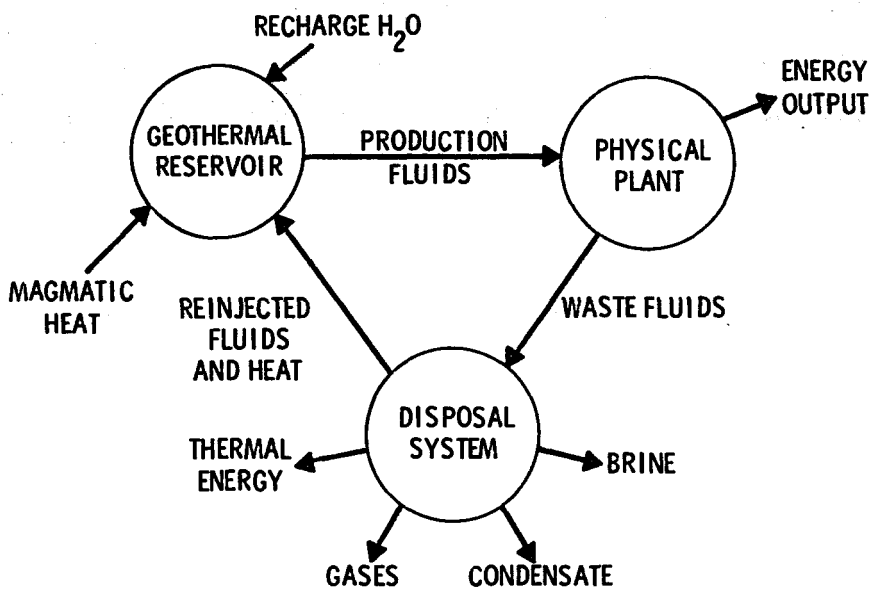 RECHARGE H₂O
ENERGY
OUTPUT
GEOTHERMAL
RESERVOIR
PRODUCTION
FLUIDS
PHYSICAL
PLANT
MAGMATIC
HEAT
REINJECTED
FLUIDS
AND HEAT
WASTE FLUIDS
DISPOSAL
SYSTEM
THERMAL
ENERGY
BRINE
GASES
CONDENSATE